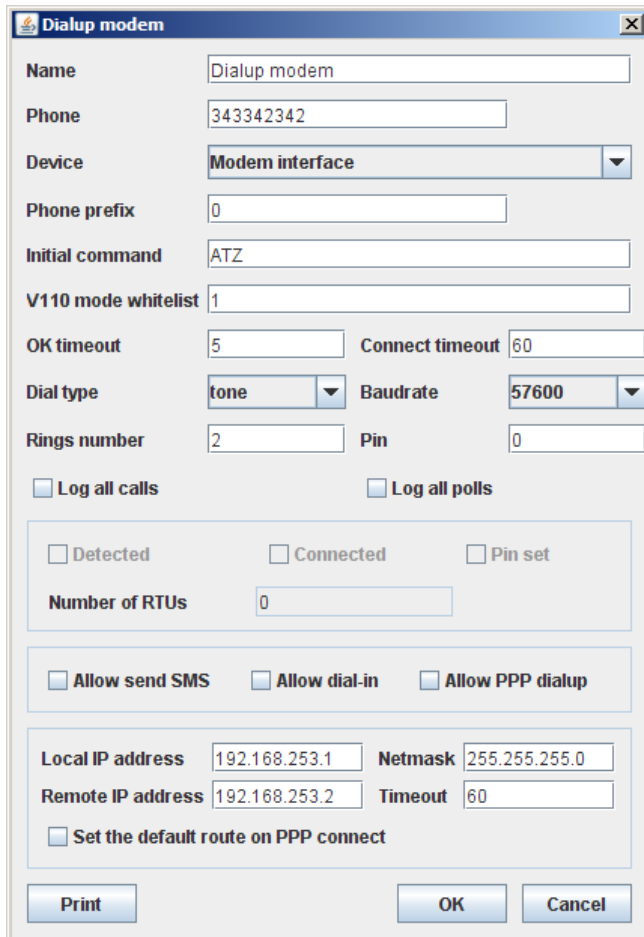 Dialup modem
Name Dialup modem
Phone 343342342
Device Modem interface
Phone prefix 0
Initial command ATZ
V110 mode whitelist 1
OK timeout 5 Connect timeout 60
Dial type tone Baudrate 57600
Rings number 2 Pin 0
Log all calls Log all polls
Detected Connected Pin set
Number of RTUs 0
Allow send SMS Allow dial-in Allow PPP dialup
Local IP address 192.168.253.1 Netmask 255.255.255.0
Remote IP address 192.168.253.2 Timeout 60
Set the default route on PPP connect
Print OK Cancel